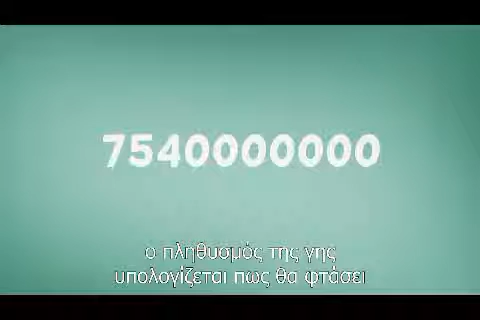 7540000000
ο πληθυσμός της γης
υπολογίζεται πως θα φτάσει